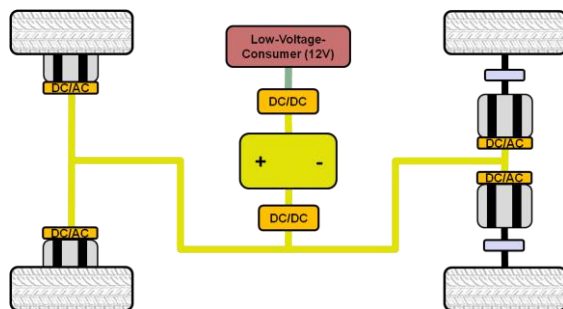 Low-Voltage-
Consumer (12V)
DC/AC
DC/DC
DC/AC
+ -
DC/AC
DC/DC
DC/AC